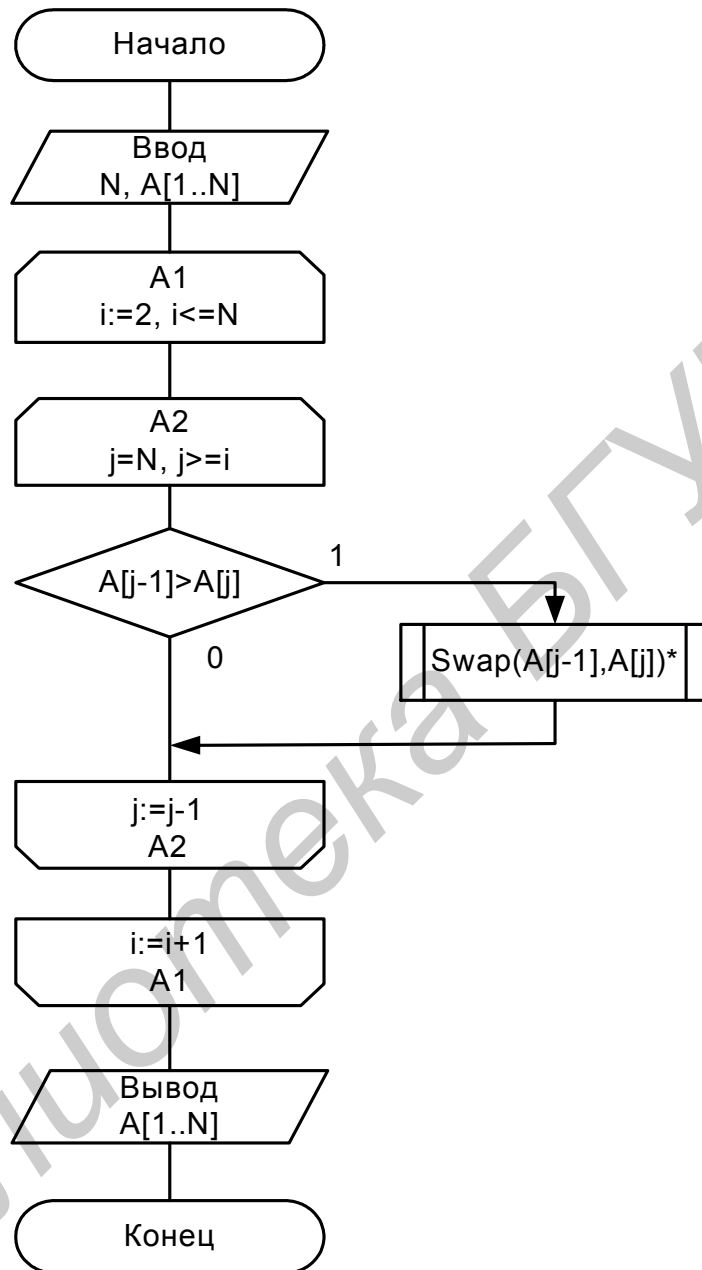 Начало
Ввод
N, A[1..N]
A1
i:=2, i<=N
A2
j=N, j>=i
A[j-1]>A[j]
1
0
Swap(A[j-1],A[j])*
j:=j-1
A2
i:=i+1
A1
Вывод
A[1..N]
Конец